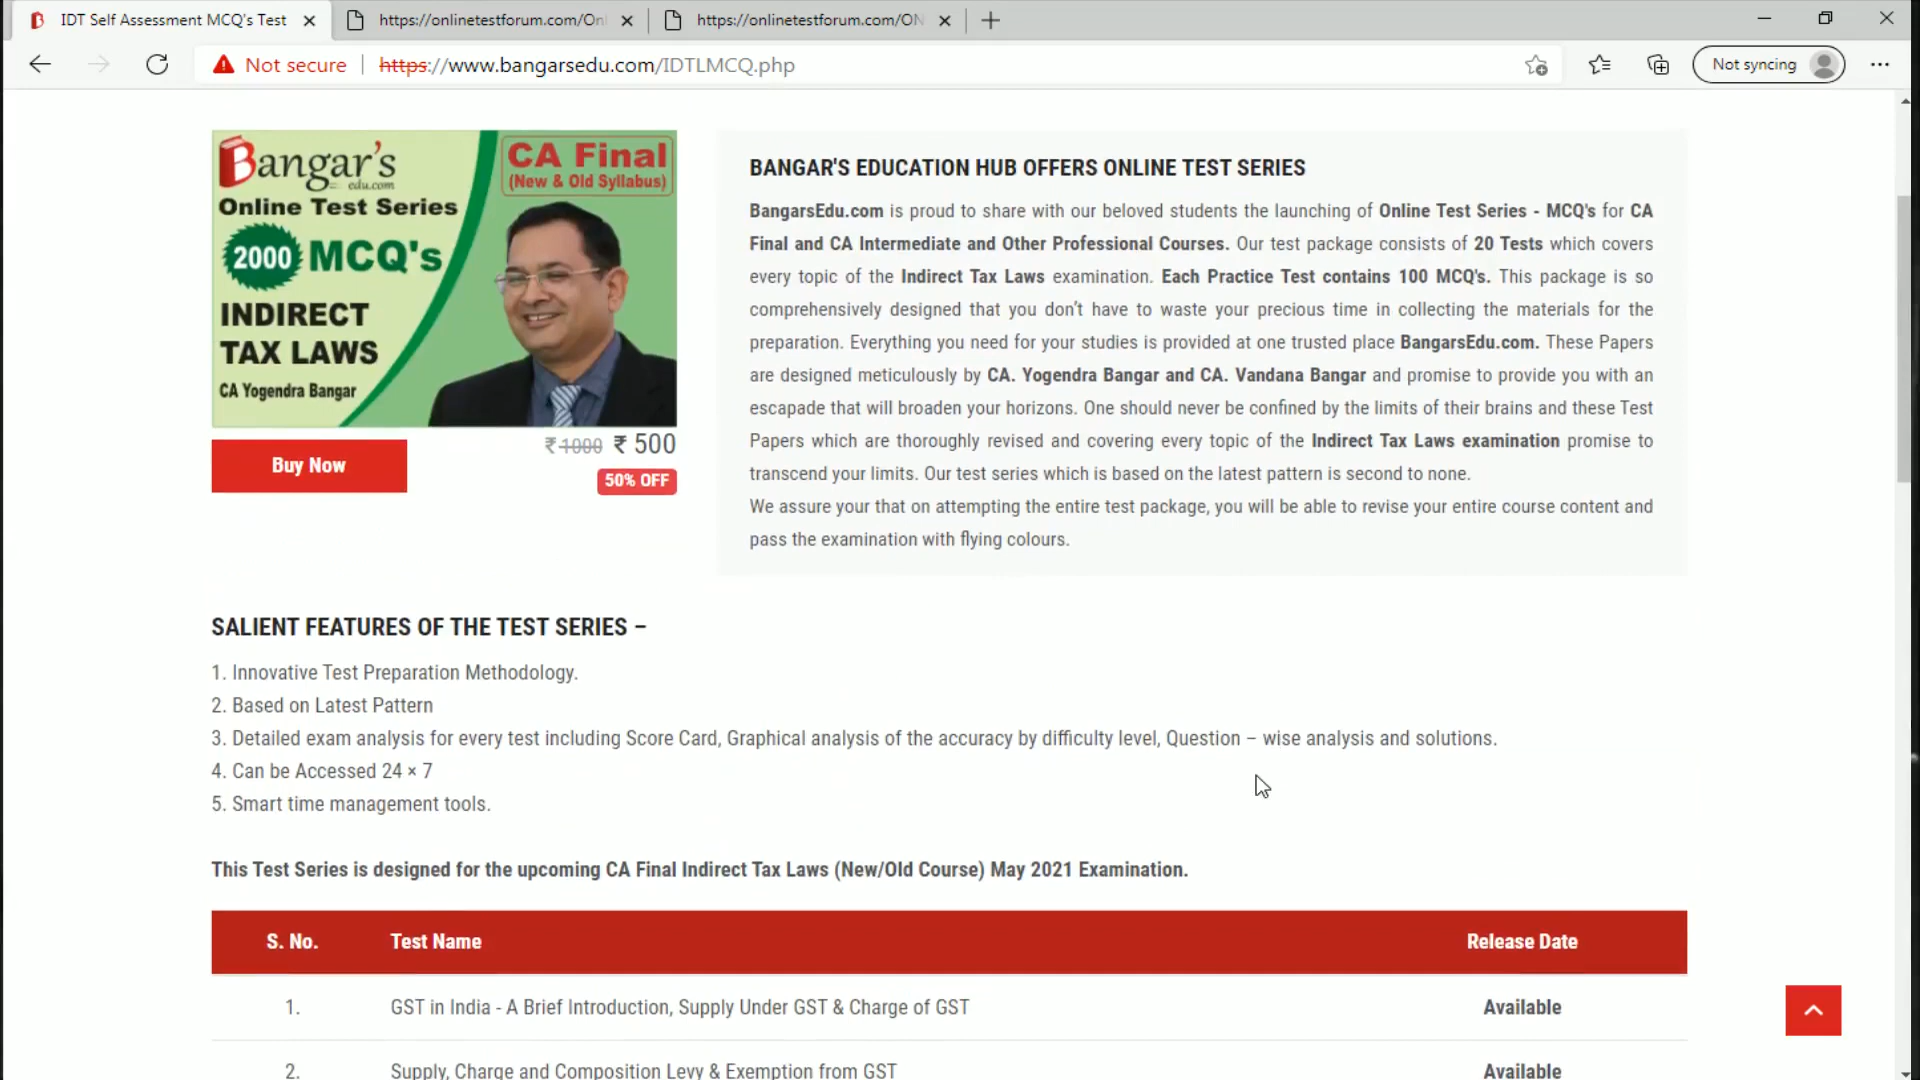 IDT Self Assessment MCQ's Test
https://onlinetestforum.com/Onl
https://onlinetestforum.com/ON
Not secure
https://www.bangarsedu.com/IDTLMCQ.php
Not syncing
Bangar's
edu.com
CA Final
(New & Old Syllabus)
Online Test Series
2000 MCQ's
INDIRECT
TAX LAWS
CA Yogendra Bangar
Buy Now
₹ 1000 ₹ 500
50% OFF
BANGAR'S EDUCATION HUB OFFERS ONLINE TEST SERIES
BangarsEdu.com is proud to share with our beloved students the launching of Online Test Series - MCQ's for CA
Final and CA Intermediate and Other Professional Courses. Our test package consists of 20 Tests which covers
every topic of the Indirect Tax Laws examination. Each Practice Test contains 100 MCQ's. This package is so
comprehensively designed that you don't have to waste your precious time in collecting the materials for the
preparation. Everything you need for your studies is provided at one trusted place BangarsEdu.com. These Papers
are designed meticulously by CA. Yogendra Bangar and CA. Vandana Bangar and promise to provide you with an
escapade that will broaden your horizons. One should never be confined by the limits of their brains and these Test
Papers which are thoroughly revised and covering every topic of the Indirect Tax Laws examination promise to
transcend your limits. Our test series which is based on the latest pattern is second to none.
We assure your that on attempting the entire test package, you will be able to revise your entire course content and
pass the examination with flying colours.
SALIENT FEATURES OF THE TEST SERIES –
1. Innovative Test Preparation Methodology.
2. Based on Latest Pattern
3. Detailed exam analysis for every test including Score Card, Graphical analysis of the accuracy by difficulty level, Question – wise analysis and solutions.
4. Can be Accessed 24 × 7
5. Smart time management tools.
This Test Series is designed for the upcoming CA Final Indirect Tax Laws (New/Old Course) May 2021 Examination.
S. No. Test Name Release Date
1. GST in India - A Brief Introduction, Supply Under GST & Charge of GST Available
2. Supply, Charge and Composition Levy & Exemption from GST Available